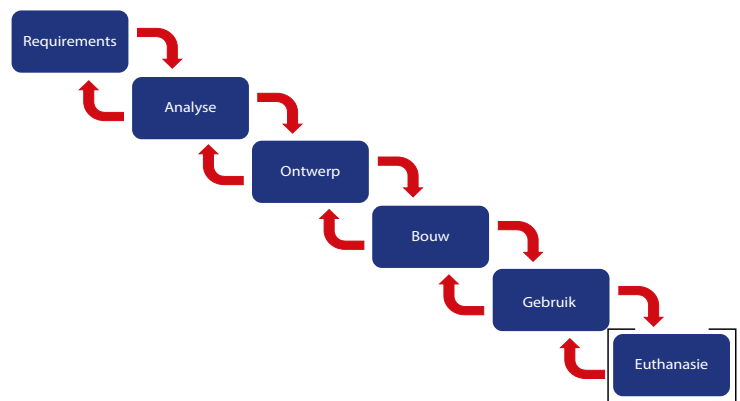 Requirements
Analyse
Ontwerp
Bouw
Gebruik
Euthanasie